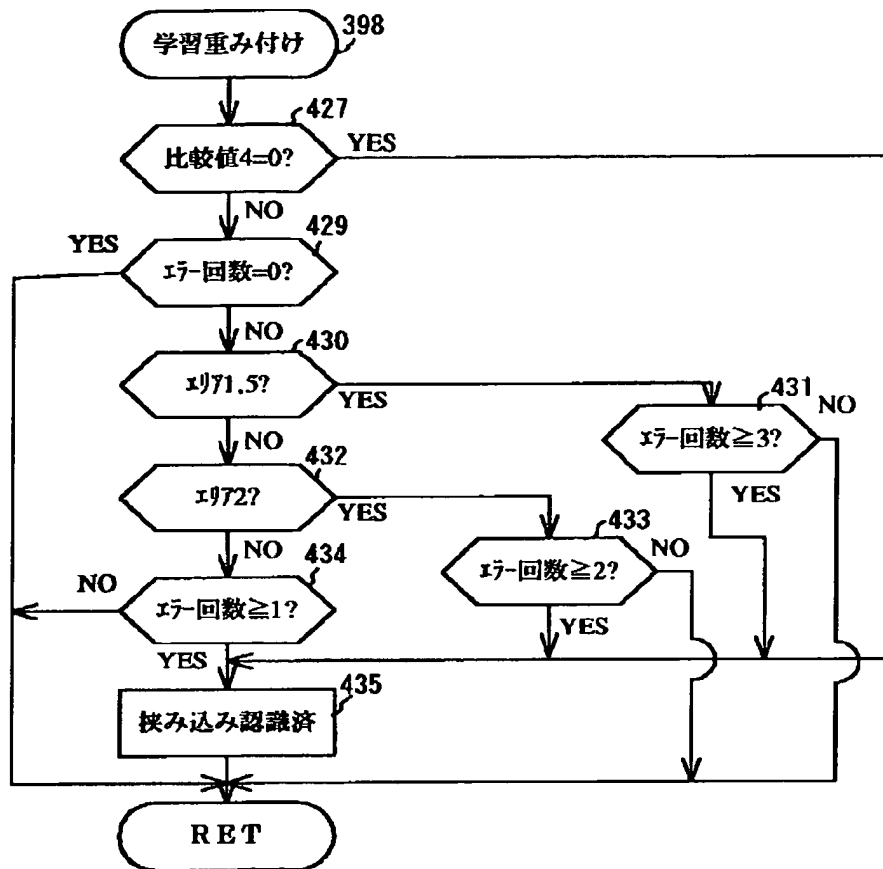 学習重み付け
398
427
比較値4=0?
YES
NO
429
YES
エラー回数=0?
NO
430
エリア1.5?
YES
431
NO
エラー回数≧3?
NO
YES
432
エリア2?
YES
433
NO
エラー回数≧2?
NO
YES
434
NO
エラー回数≧1?
YES
435
挟み込み認識済
RET